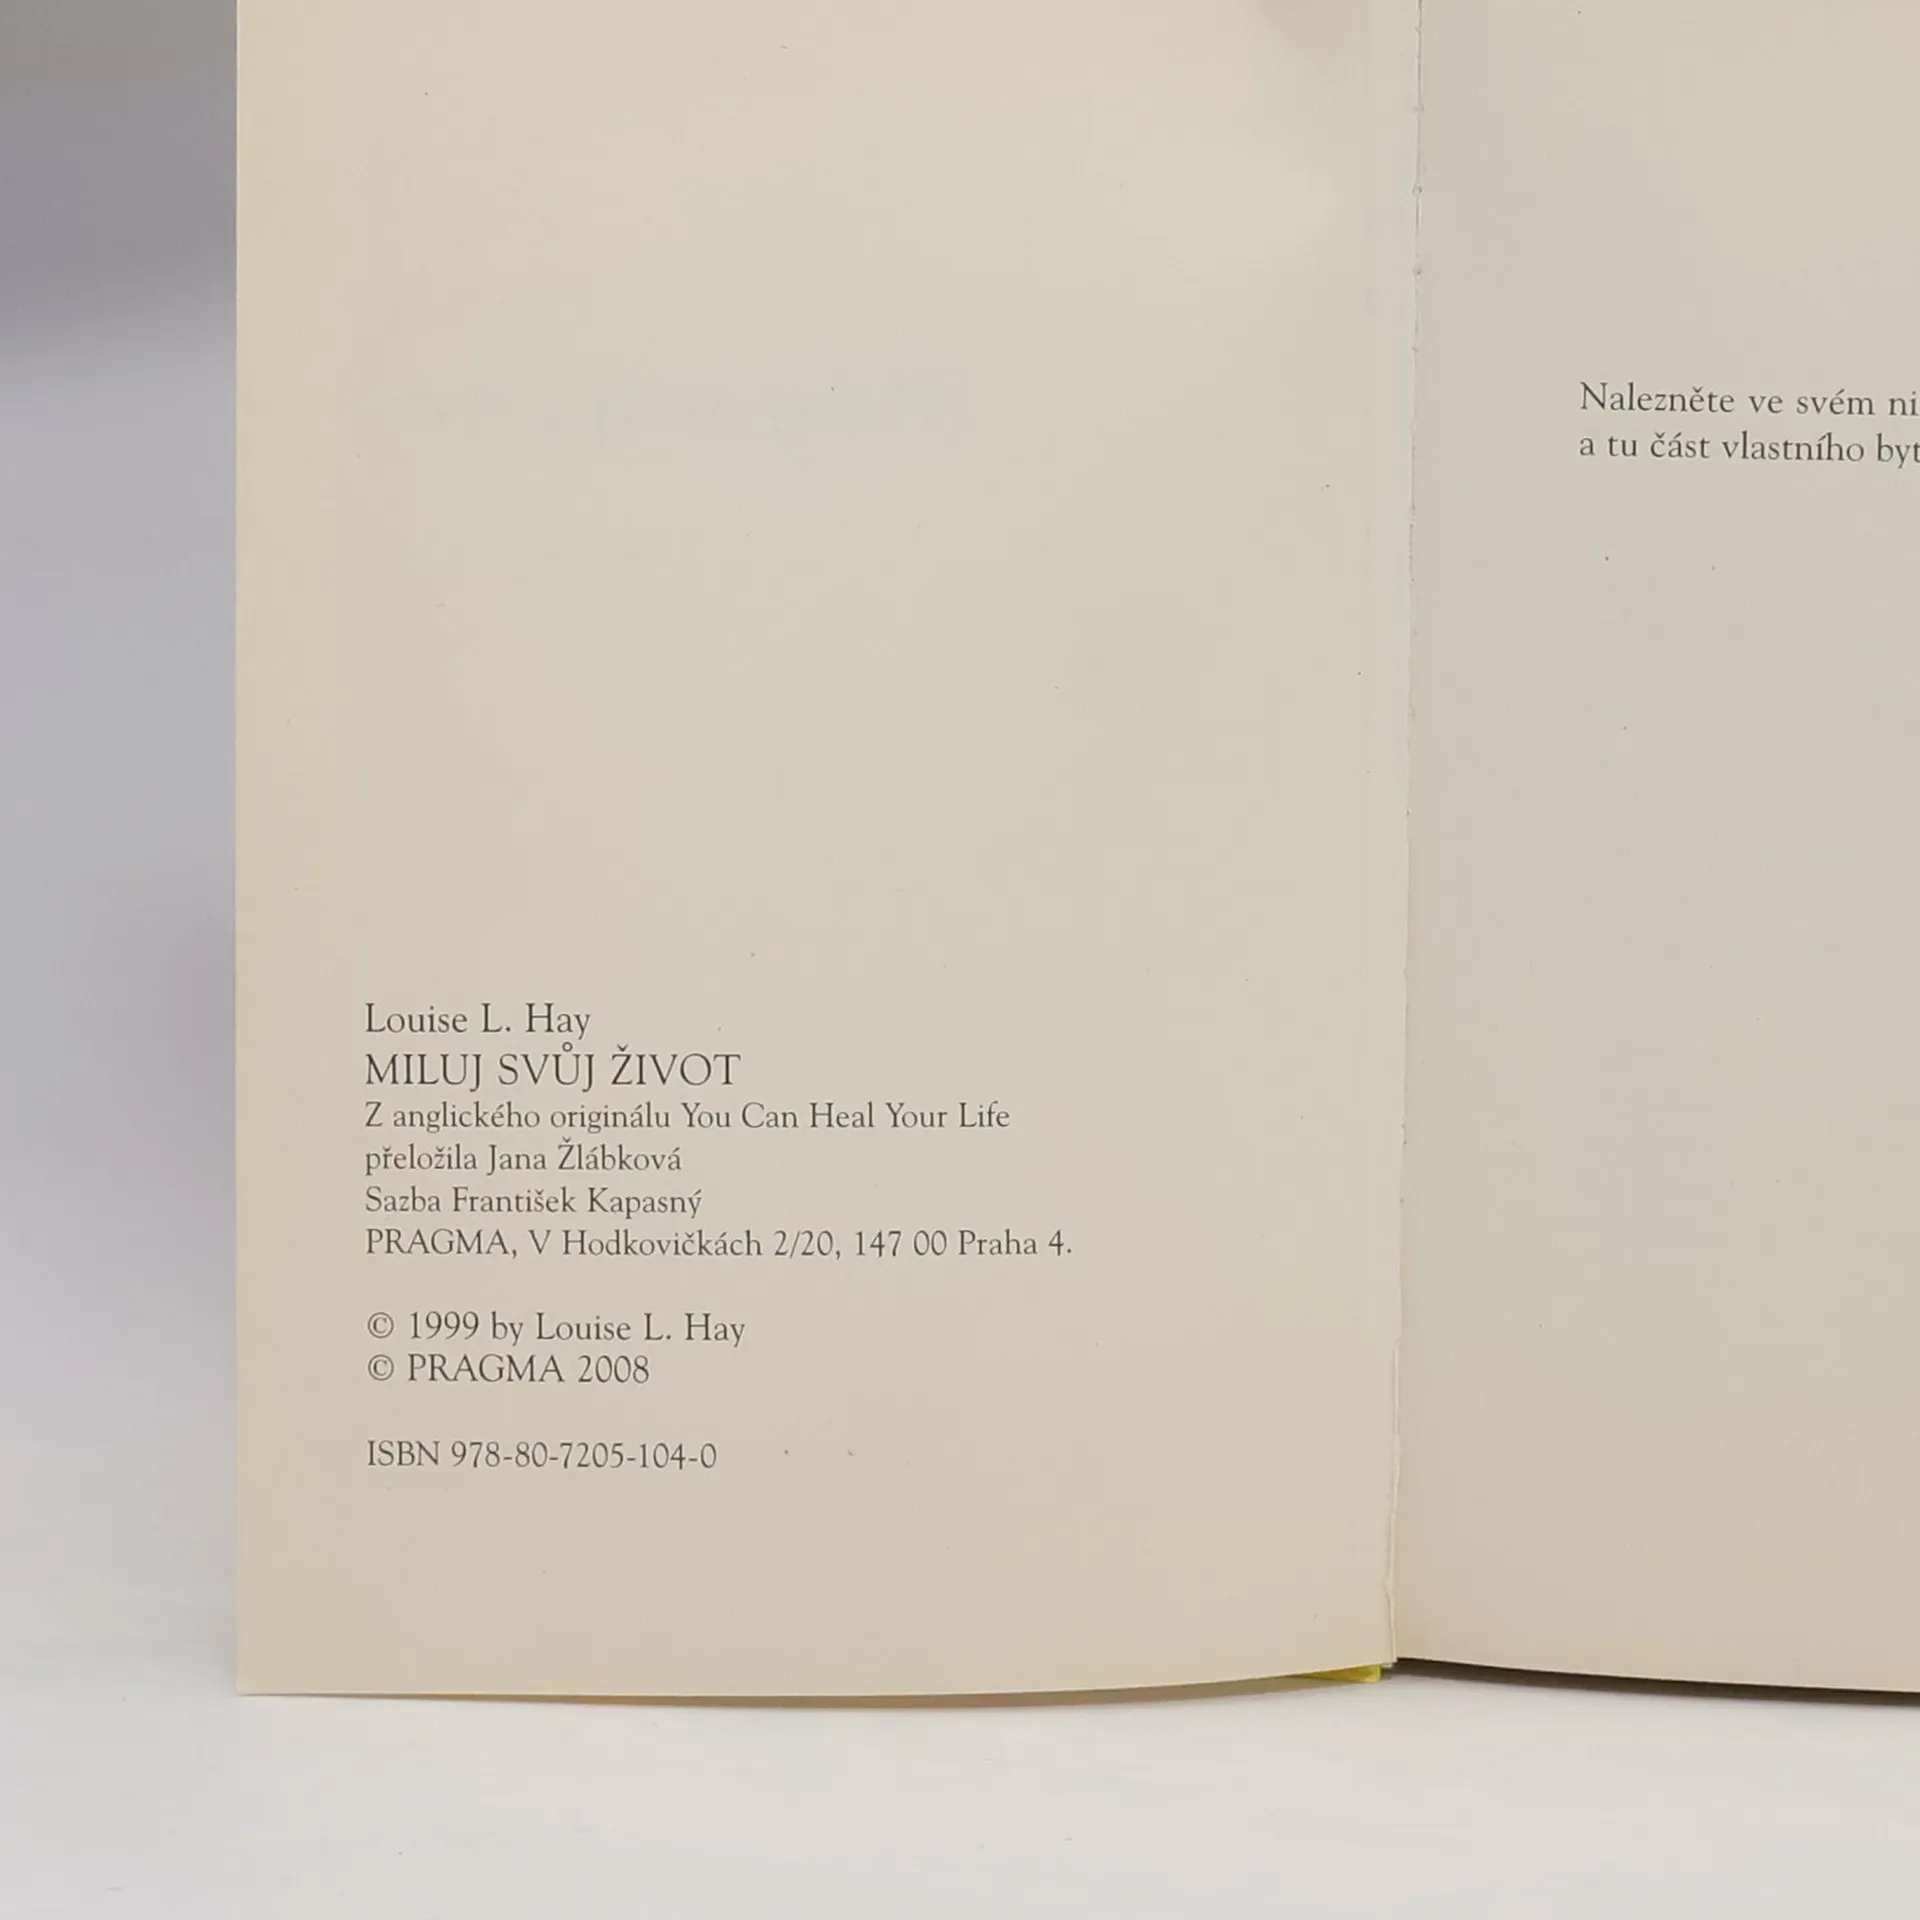 Louise L. Hay
MILUJ SVŮJ ŽIVOT
Z anglického originálu You Can Heal Your Life
přeložila Jana Žlábková
Sazba František Kapasný
PRAGMA, V Hodkovičkách 2/20, 147 00 Praha 4.
© 1999 by Louise L. Hay
© PRAGMA 2008
ISBN 978-80-7205-104-0
Nalezněte ve svém
a tu část vlastního